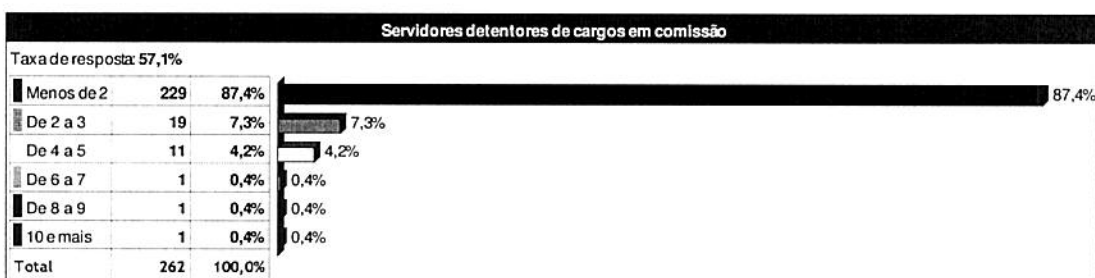 Servidores detentores de cargos em comissão
Taxa de resposta: 57,1%
Menos de 2 229 87,4% 87,4%
De 2 a 3 19 7,3% 7,3%
De 4 a 5 11 4,2% 4,2%
De 6 a 7 1 0,4% 0,4%
De 8 a 9 1 0,4% 0,4%
10 e mais 1 0,4% 0,4%
Total 262 100,0%